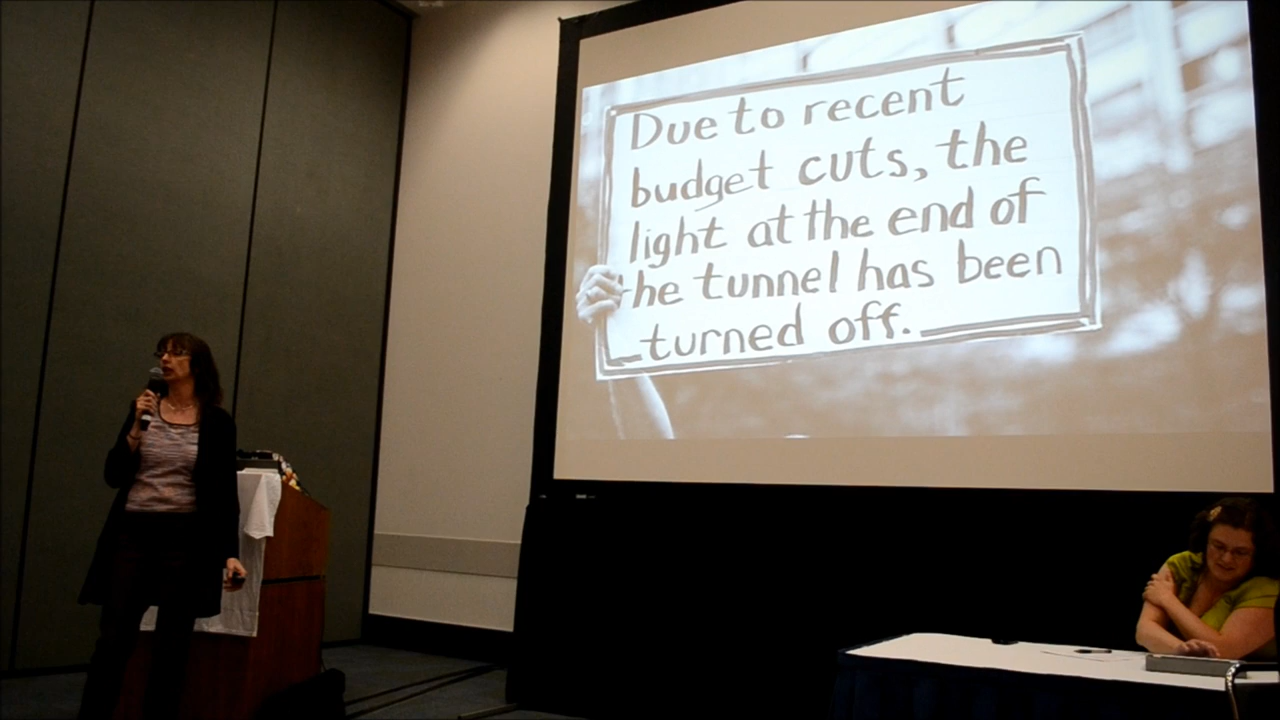 Due to recent
budget cuts, the
light at the end of
the tunnel has been
turned off.